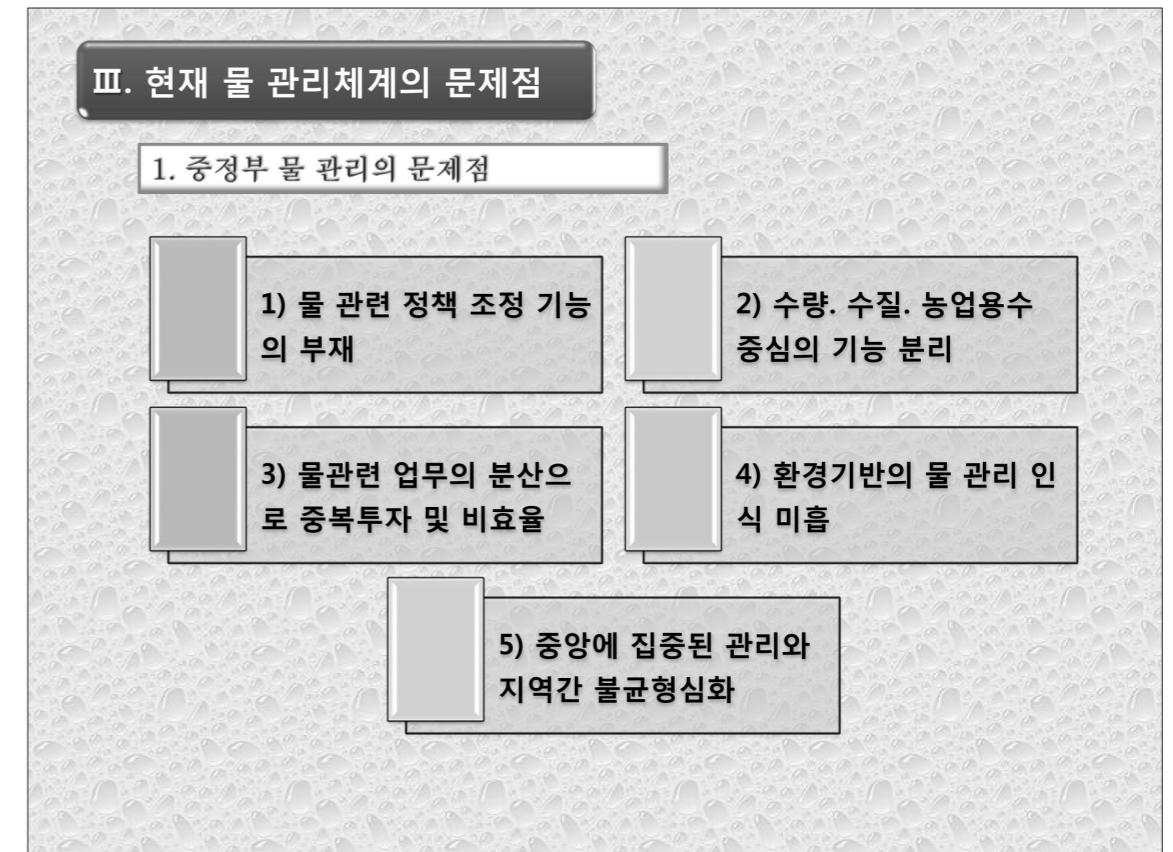 Ⅲ. 현재 물 관리체계의 문제점
1. 중정부 물 관리의 문제점
1) 물 관련 정책 조정 기능
의 부재
2) 수량. 수질. 농업용수
중심의 기능 분리
3) 물관련 업무의 분산으
로 중복투자 및 비효율
4) 환경기반의 물 관리 인
식 미흡
5) 중앙에 집중된 관리와
지역간 불균형심화